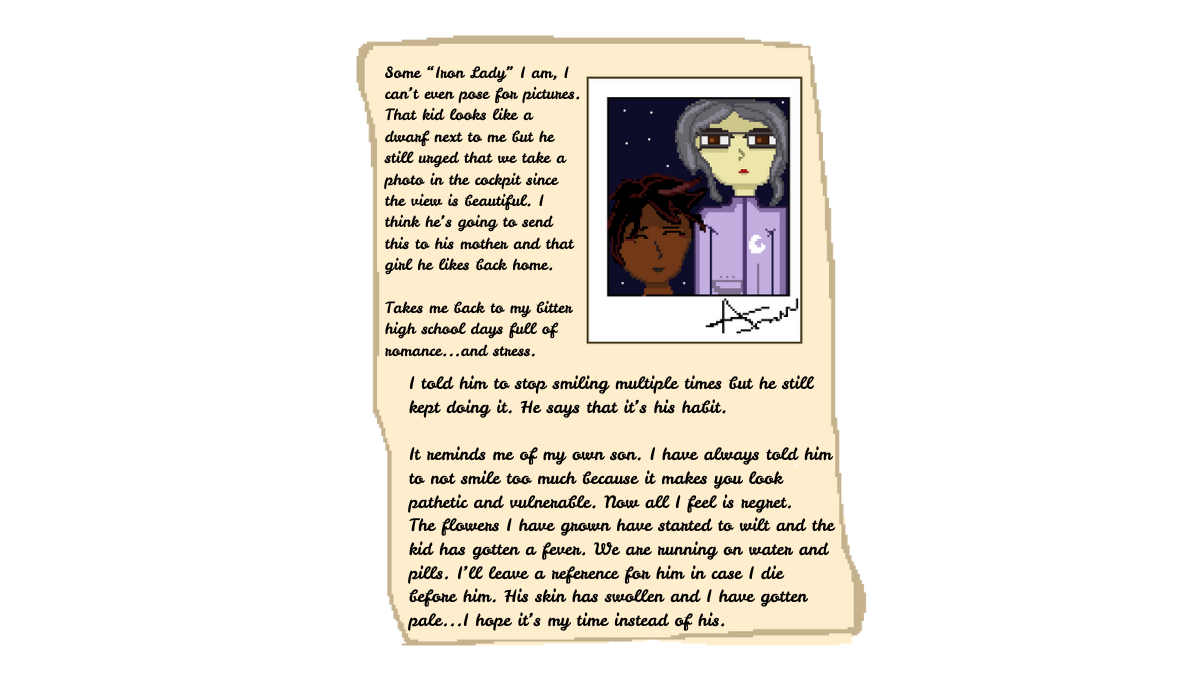 Some “Iron Lady” I am, I
can’t even pose for pictures.
That kid looks like a
dwarf next to me but he
still urged that we take a
photo in the cockpit since
the view is beautiful. I
think he’s going to send
this to his mother and that
girl he likes back home.
Takes me back to my bitter
high school days full of
romance...and stress.
I told him to stop smiling multiple times but he still
kept doing it. He says that it’s his habit.
It reminds me of my own son. I have always told him
to not smile too much because it makes you look
pathetic and vulnerable. Now all I feel is regret.
The flowers I have grown have started to wilt and the
kid has gotten a fever. We are running on water and
pills. I’ll leave a reference for him in case I die
before him. His skin has swollen and I have gotten
pale...I hope it’s my time instead of his.